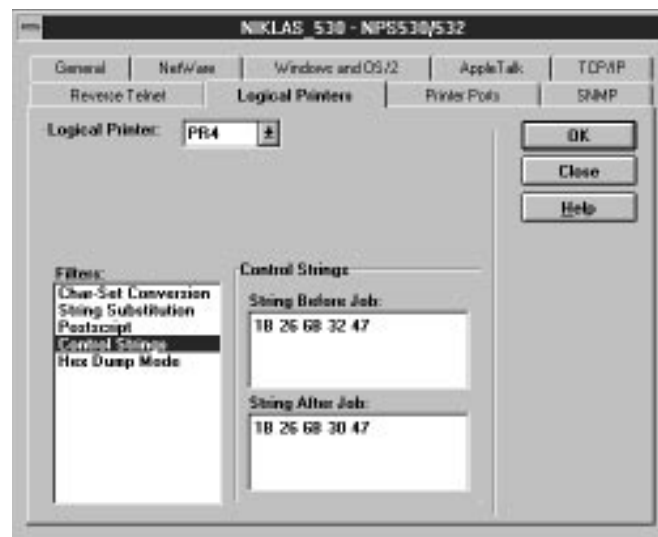 NIKLAS_530 - NPS530/532
General NetWare Windows and OS/2 AppleTalk TCP/IP
Reverse Telnet Logical Printers Printer Ports SNMP
Logical Printer: PR4
OK
Close
Help
Filters:
Char-Set Conversion
String Substitution
Postscript
Control Strings
Hex Dump Mode
Control Strings
String Before Job:
1B 26 6B 32 47
String After Job:
1B 26 6B 30 47